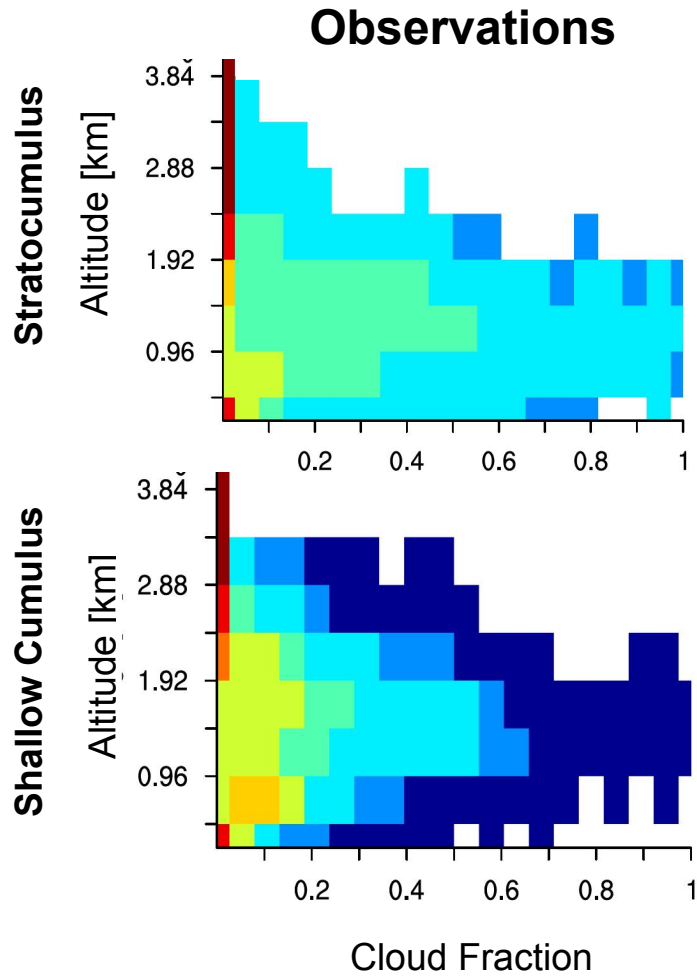 Observations
Stratocumulus
Altitude [km]
3.84
2.88
1.92
0.96
0.2 0.4 0.6 0.8 1
Shallow Cumulus
Altitude [km]
3.84
2.88
1.92
0.96
0.2 0.4 0.6 0.8 1
Cloud Fraction